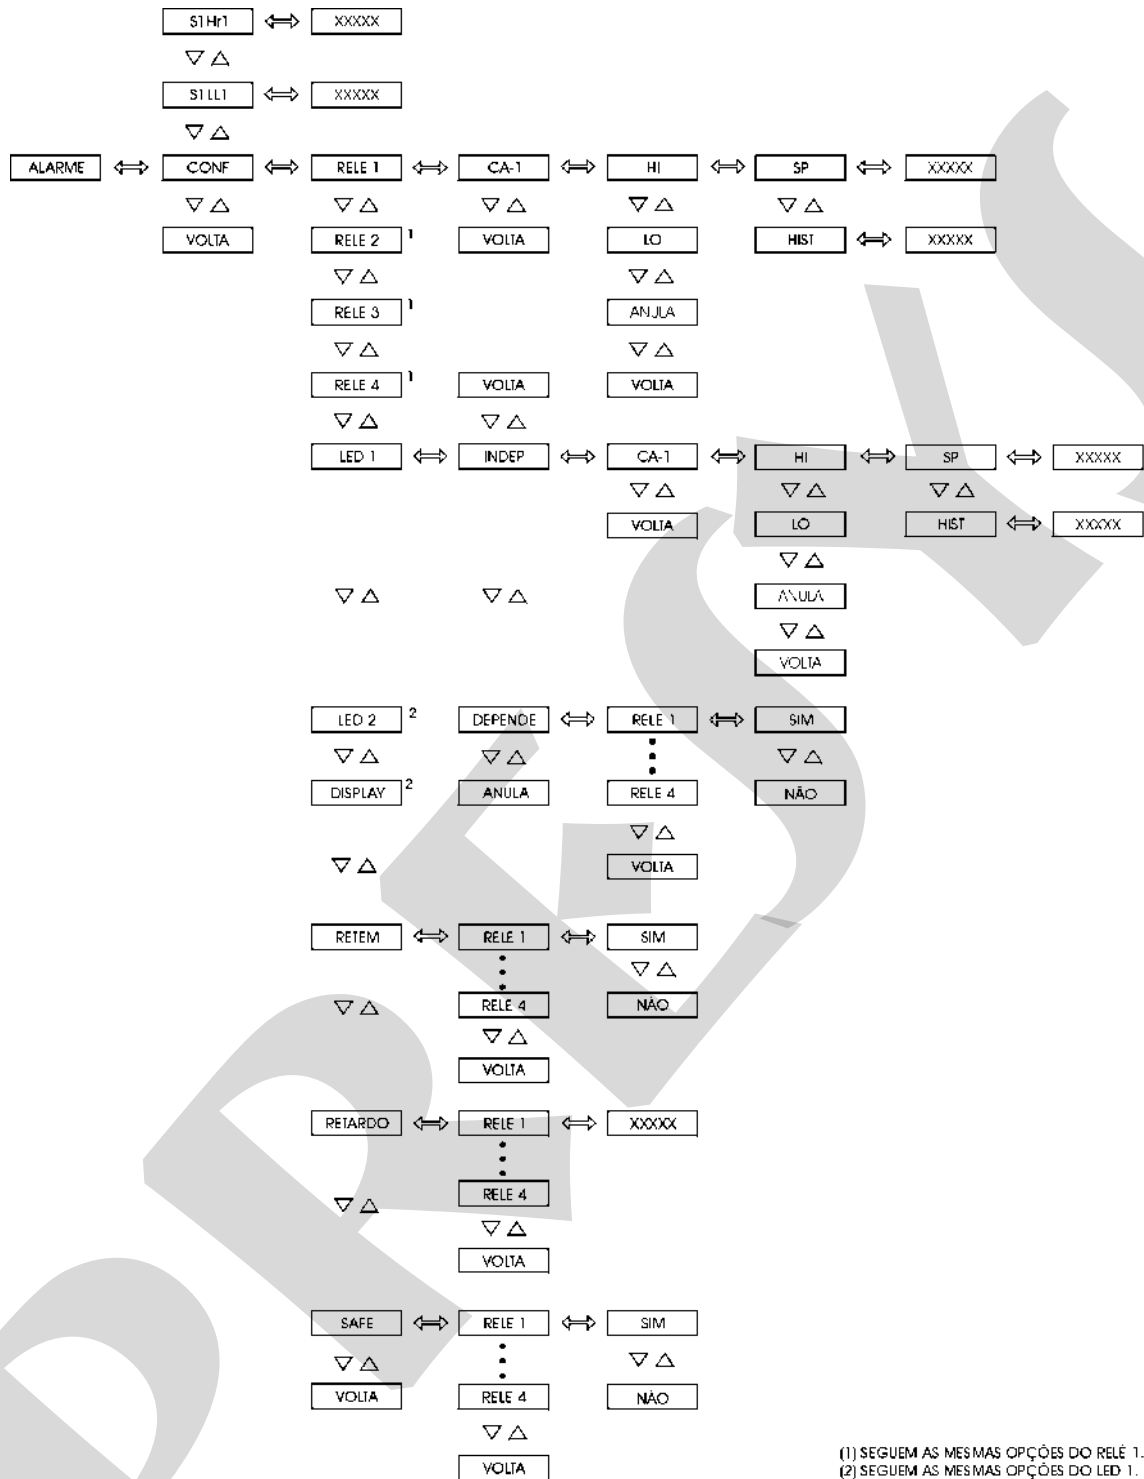 S1Hr1 XXXXX
S1LL1 XXXXX
ALARME CONF RELE 1 CA-1 HI SP XXXXX
VOLTA RELE 2 1 VOLTA LO HIST XXXXX
RELE 3 1 ANULA
RELE 4 1 VOLTA VOLTA
LED 1 INDEP CA-1 HI SP XXXXX
VOLTA LO HIST XXXXX
ANULA
VOLTA
LED 2 2 DEPENDE RELE 1 SIM
DISPLAY 2 ANULA RELE 4 NÃO
VOLTA
RETEM RELE 1 SIM
RELE 4 NÃO
VOLTA
RETARDO RELE 1 XXXXX
RELE 4
VOLTA
SAFE RELE 1 SIM
VOLTA RELE 4 NÃO
VOLTA
(1) SEGUEM AS MESMAS OPÇÕES DO RELÉ 1.
(2) SEGUEM AS MESMAS OPÇÕES DO LED 1.
PRESYS